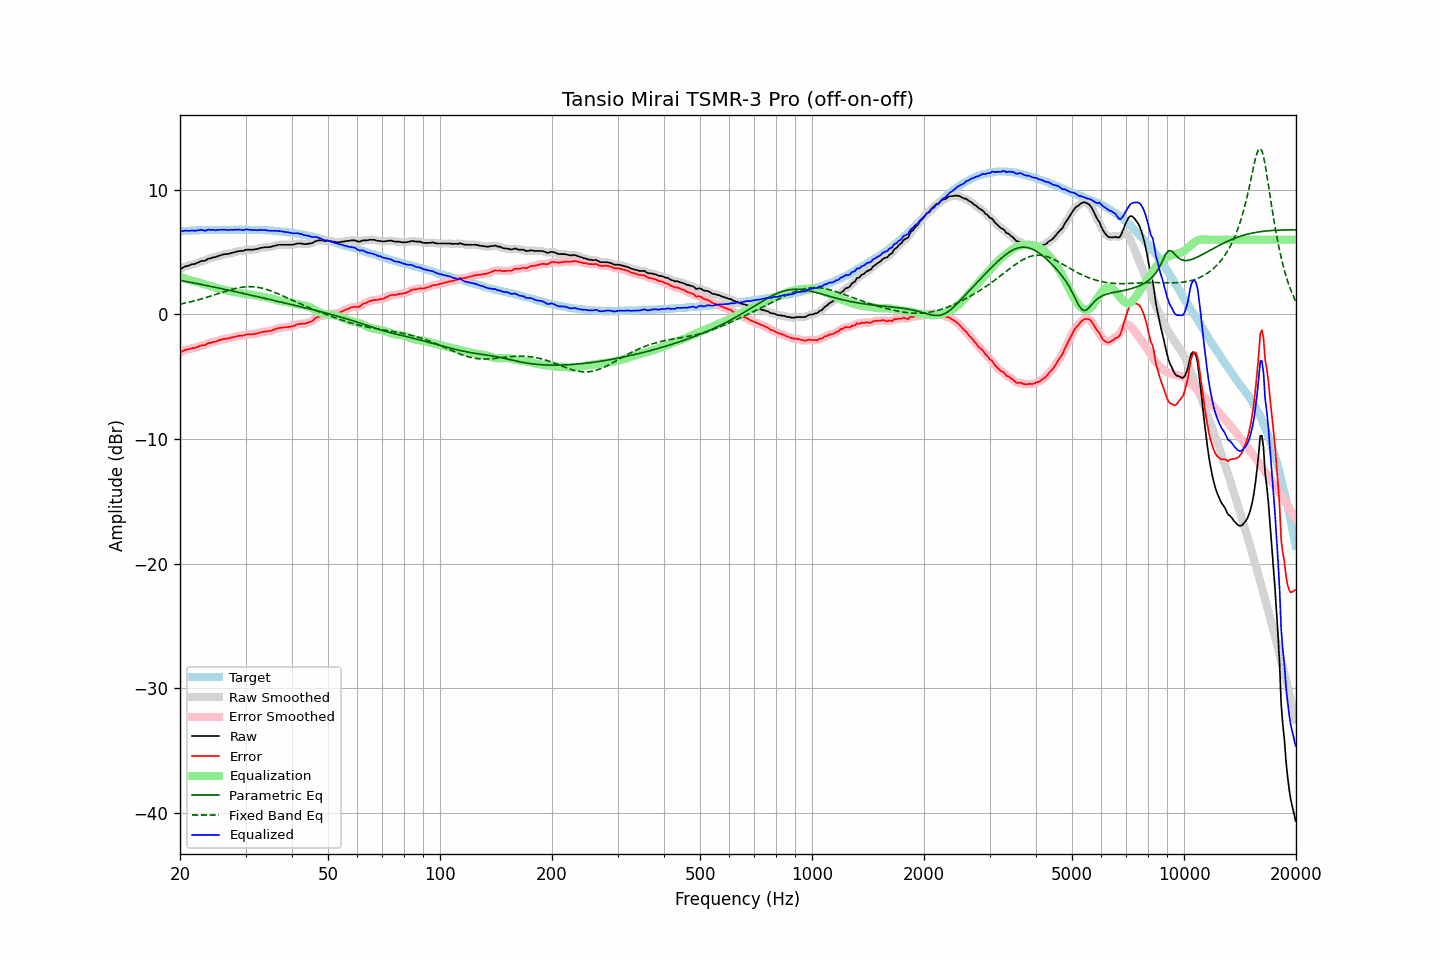 Tansio Mirai TSMR-3 Pro (off-on-off)
10
0
−10
−20
−30
−40
Amplitude (dBr)
Target
Raw Smoothed
Error Smoothed
Raw
Error
Equalization
Parametric Eq
Fixed Band Eq
Equalized
20 50 100 200 500 1000 2000 5000 10000 20000
Frequency (Hz)